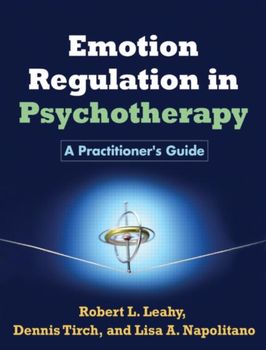 Emotion
Regulation in
Psychotherapy
A Practitioner's Guide
Robert L. Leahy,
Dennis Tirch, and Lisa A. Napolitano